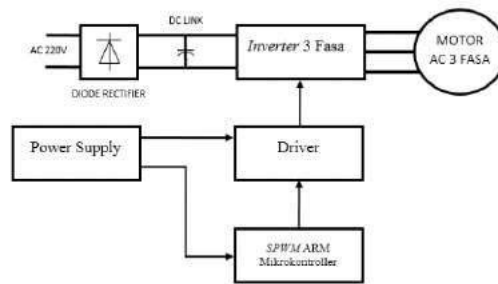 DC LINK
AC 220V
Inverter 3 Fasa
MOTOR
AC 3 FASA
DIODE RECTIFIER
Power Supply
Driver
SPWM ARM
Mikrokontroller